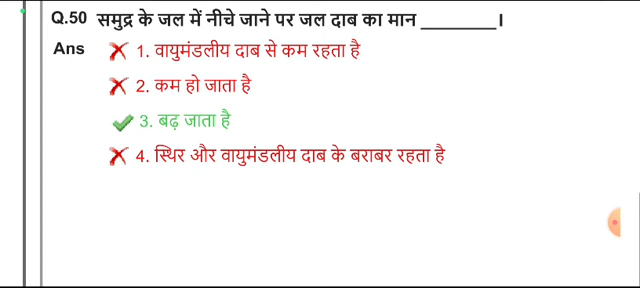 Q.50 समुद्र के जल में नीचे जाने पर जल दाब का मान ________।
Ans 1. वायुमंडलीय दाब से कम रहता है
2. कम हो जाता है
3. बढ़ जाता है
4. स्थिर और वायुमंडलीय दाब के बराबर रहता है